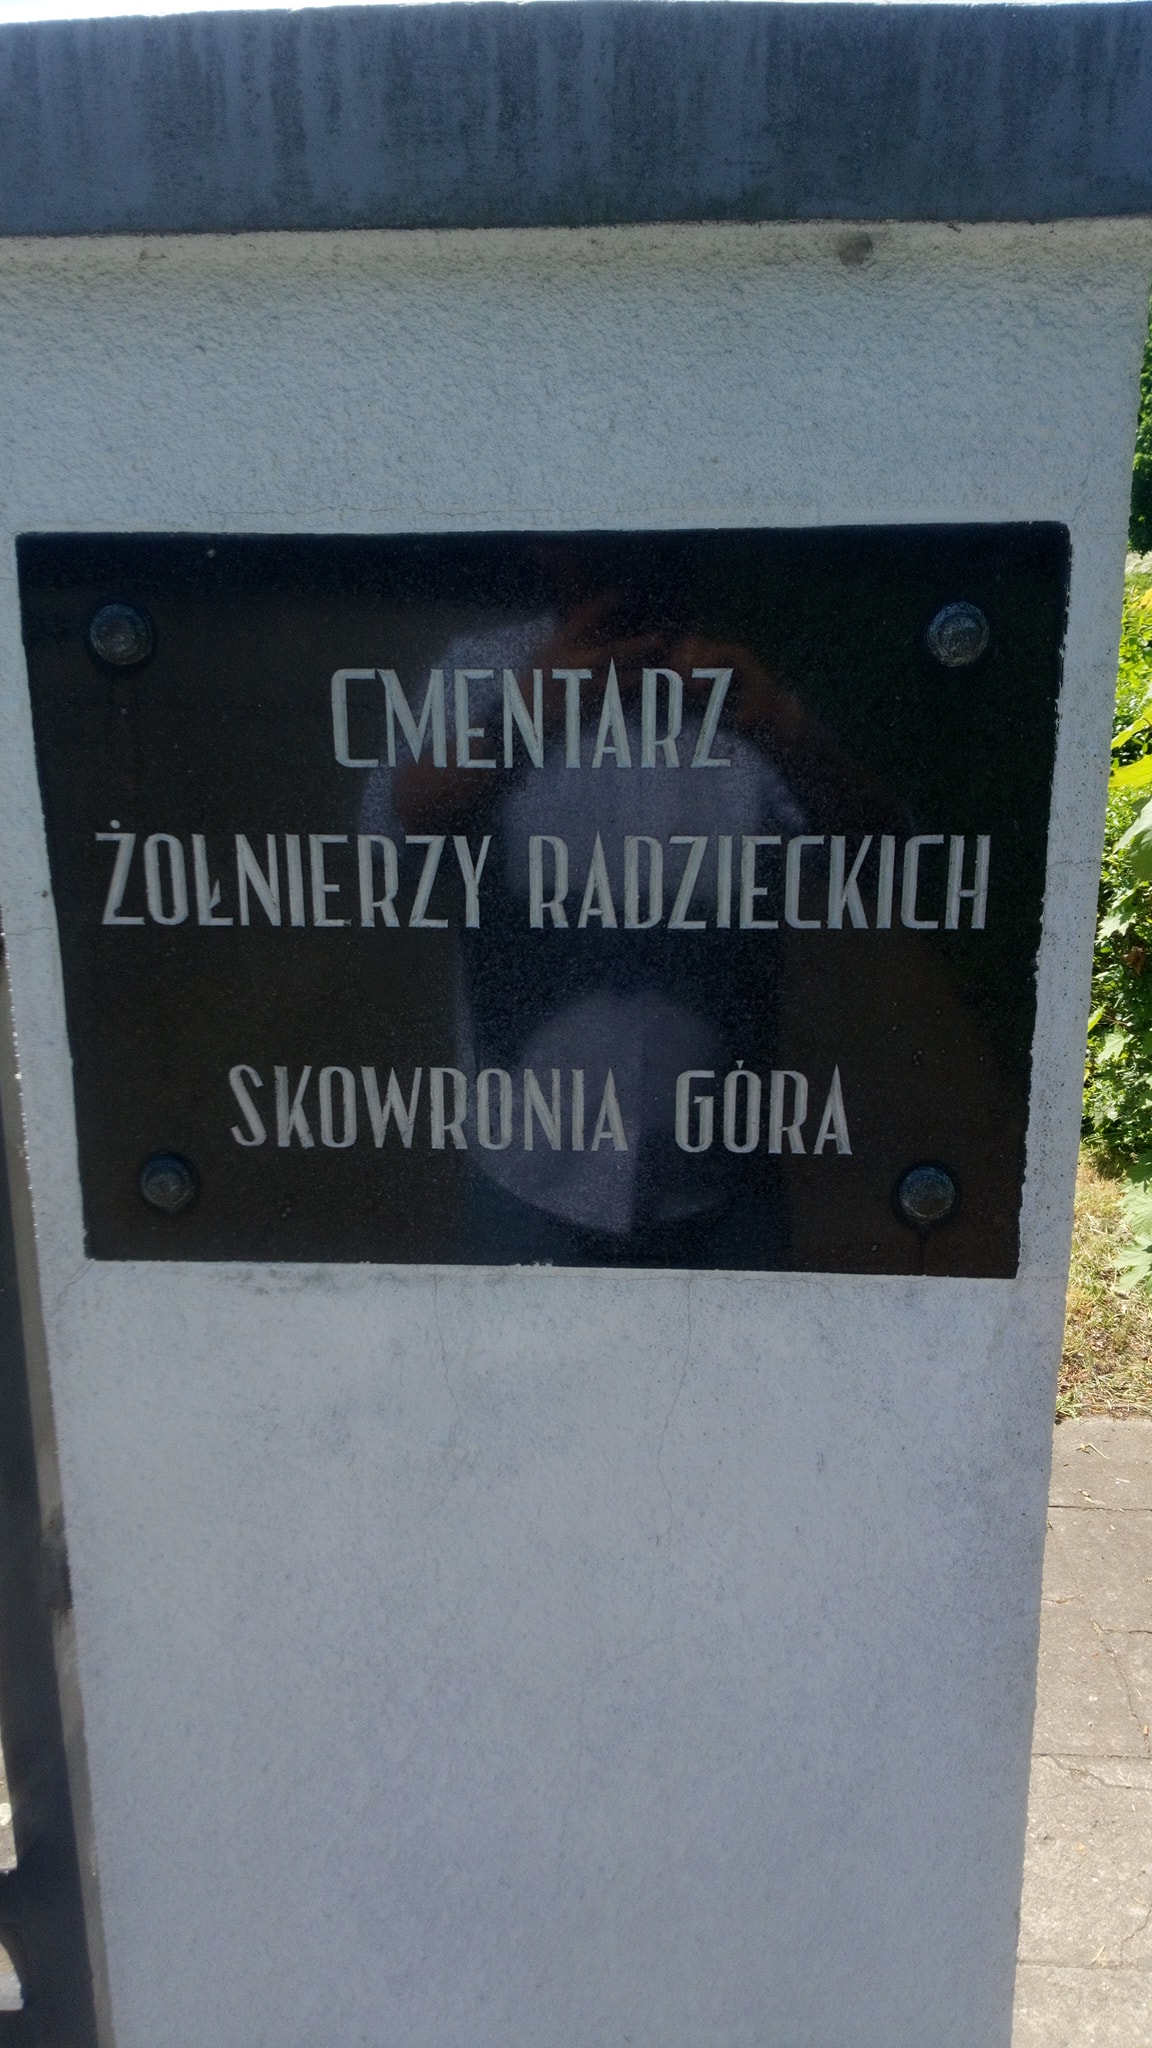 CMENTARZ
ŻOŁNIERZY RADZIECKICH
SKOWRONIA GÓRA